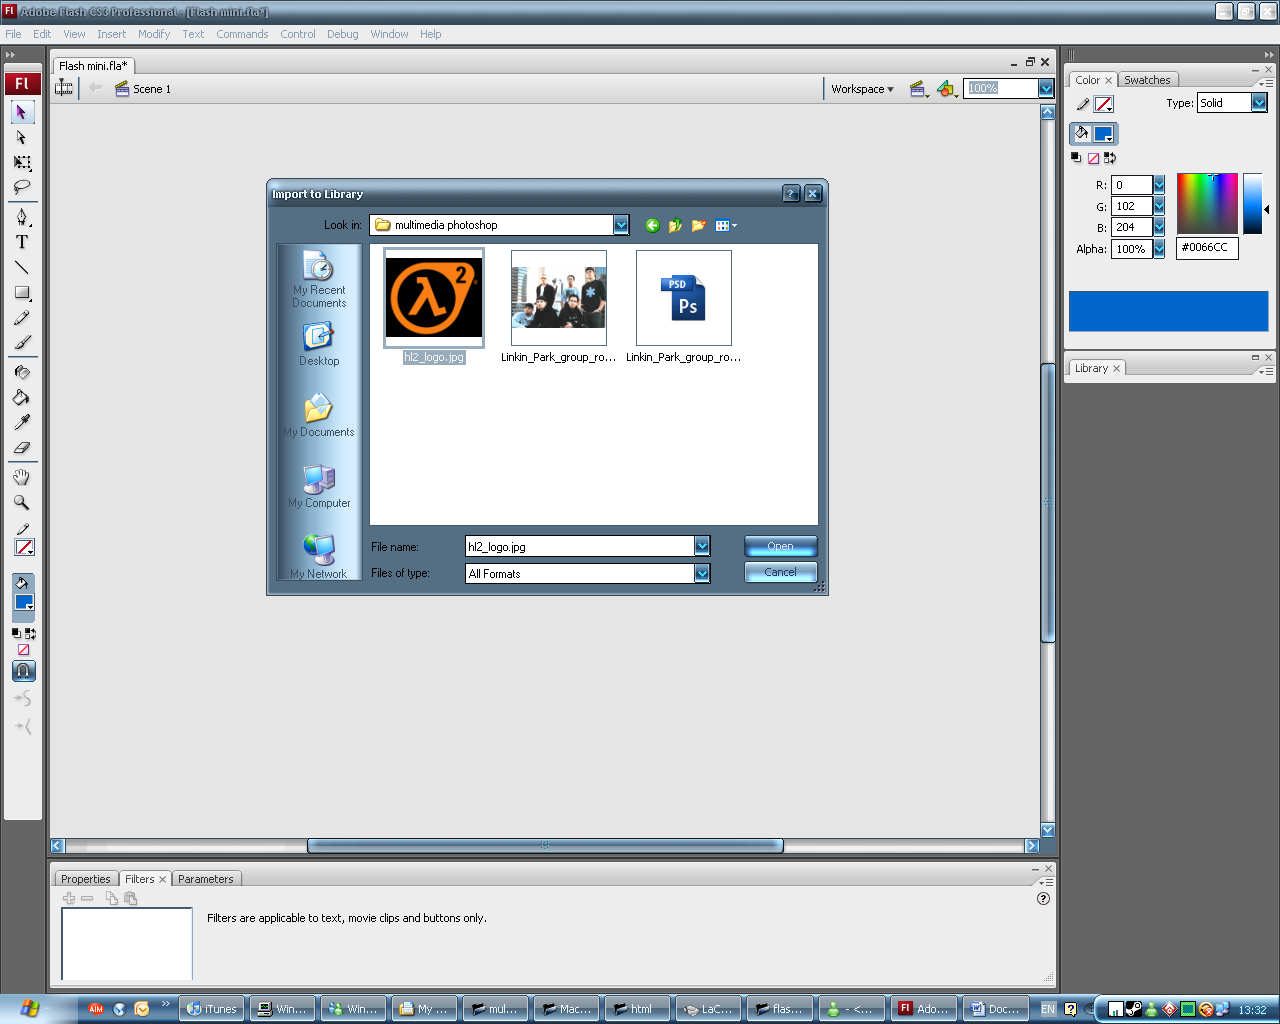 Fl Adobe Flash CS3 Professional - [Flash mini.fla*]
File Edit View Insert Modify Text Commands Control Debug Window Help
Flash mini.fla*
Scene 1
Workspace
100%
Fl
T
Import to Library
Look in: multimedia photoshop
My Recent Documents
Desktop
My Documents
My Computer
My Network
2
hl2_logo.jpg
Linkin_Park_group_ro...
PSD
Ps
Linkin_Park_group_ro...
File name: hl2_logo.jpg Open
Files of type: All Formats Cancel
Color Swatches
Type: Solid
R: 0
G: 102
B: 204
Alpha: 100% #0066CC
Library
Properties Filters Parameters
Filters are applicable to text, movie clips and buttons only.
AIM iTunes Win... Win... My ... mul... Mac... html LaC... flas... - <... Fl Ado... Doc... EN 13:32